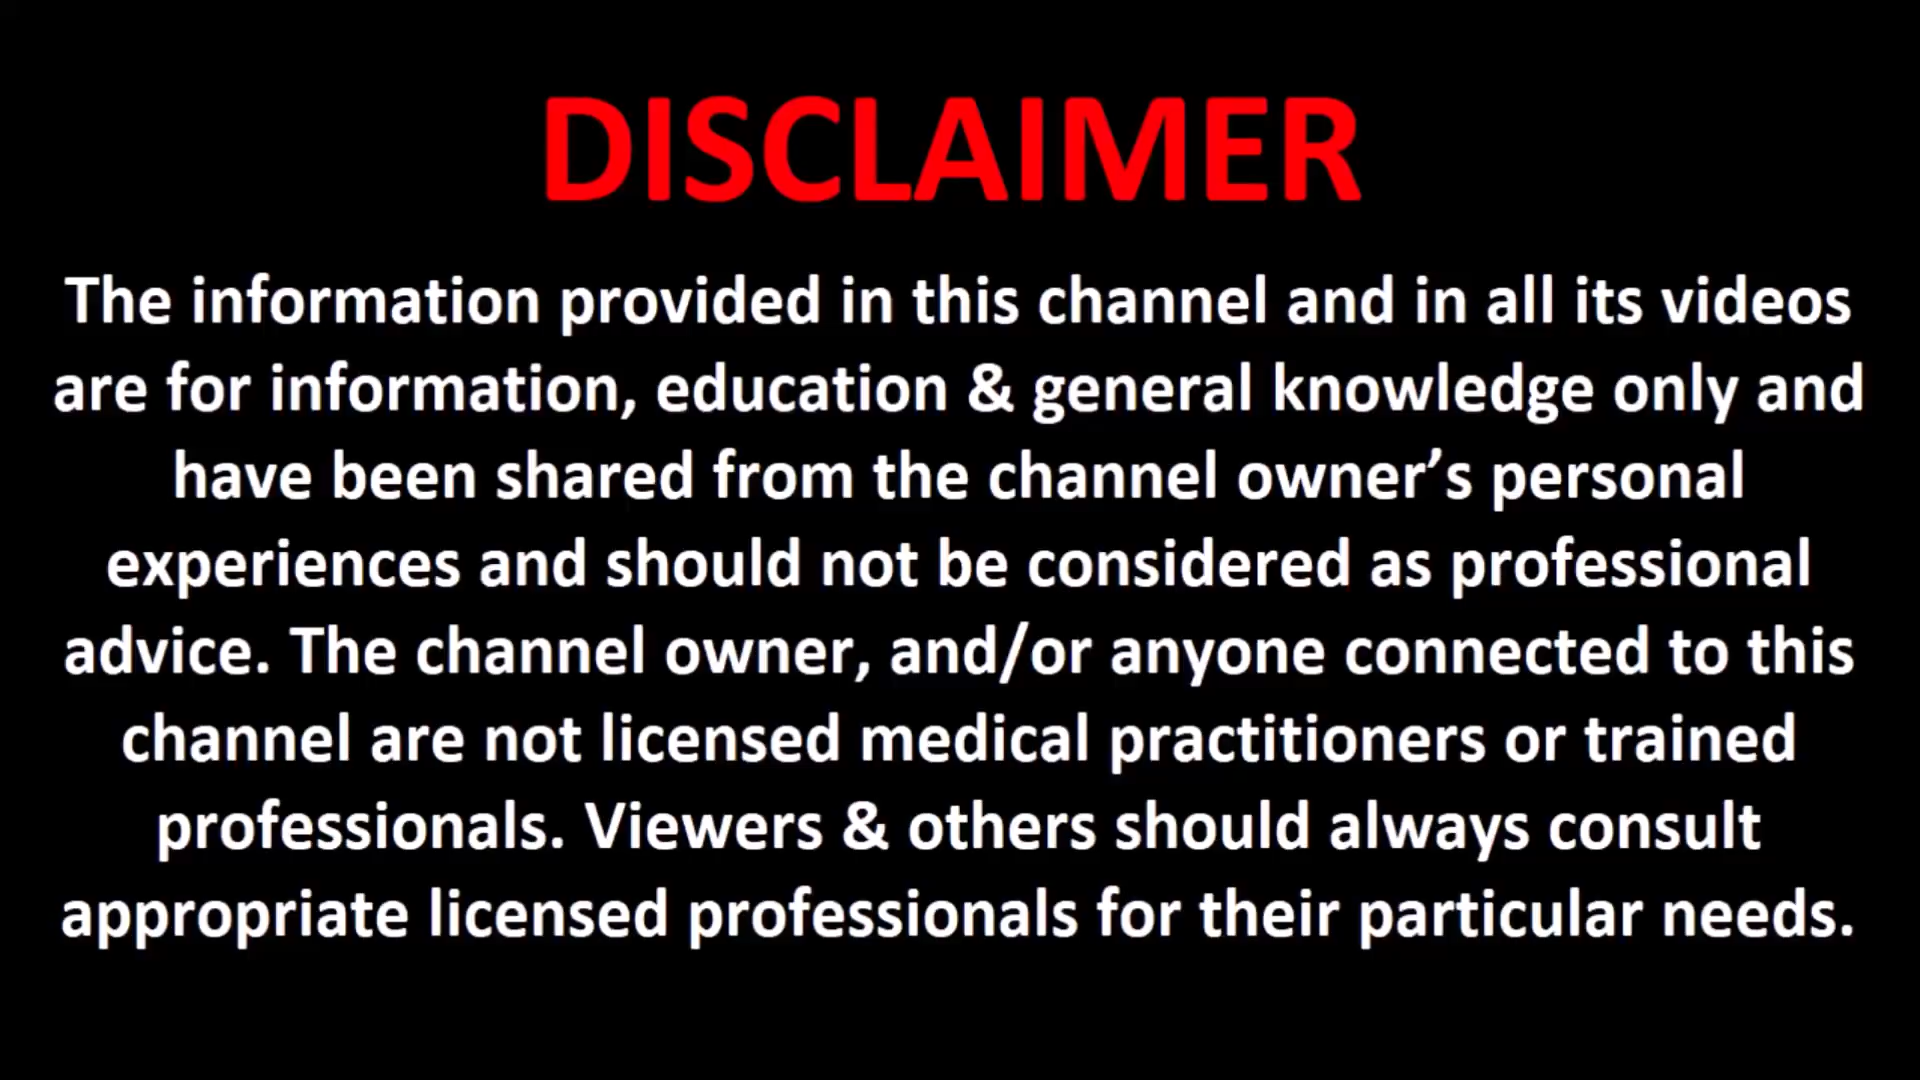 DISCLAIMER
The information provided in this channel and in all its videos
are for information, education & general knowledge only and
have been shared from the channel owner’s personal
experiences and should not be considered as professional
advice. The channel owner, and/or anyone connected to this
channel are not licensed medical practitioners or trained
professionals. Viewers & others should always consult
appropriate licensed professionals for their particular needs.